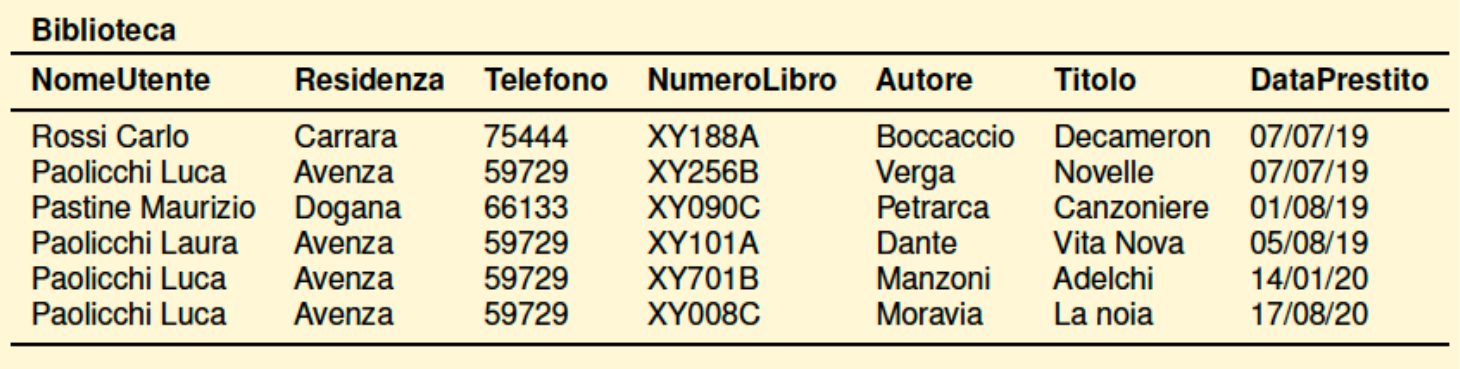 Biblioteca
NomeUtente Residenza Telefono NumeroLibro Autore Titolo DataPrestito
Rossi Carlo Carrara 75444 XY188A Boccaccio Decameron 07/07/19
Paolicchi Luca Avenza 59729 XY256B Verga Novelle 07/07/19
Pastine Maurizio Dogana 66133 XY090C Petrarca Canzoniere 01/08/19
Paolicchi Laura Avenza 59729 XY101A Dante Vita Nova 05/08/19
Paolicchi Luca Avenza 59729 XY701B Manzoni Adelchi 14/01/20
Paolicchi Luca Avenza 59729 XY008C Moravia La noia 17/08/20